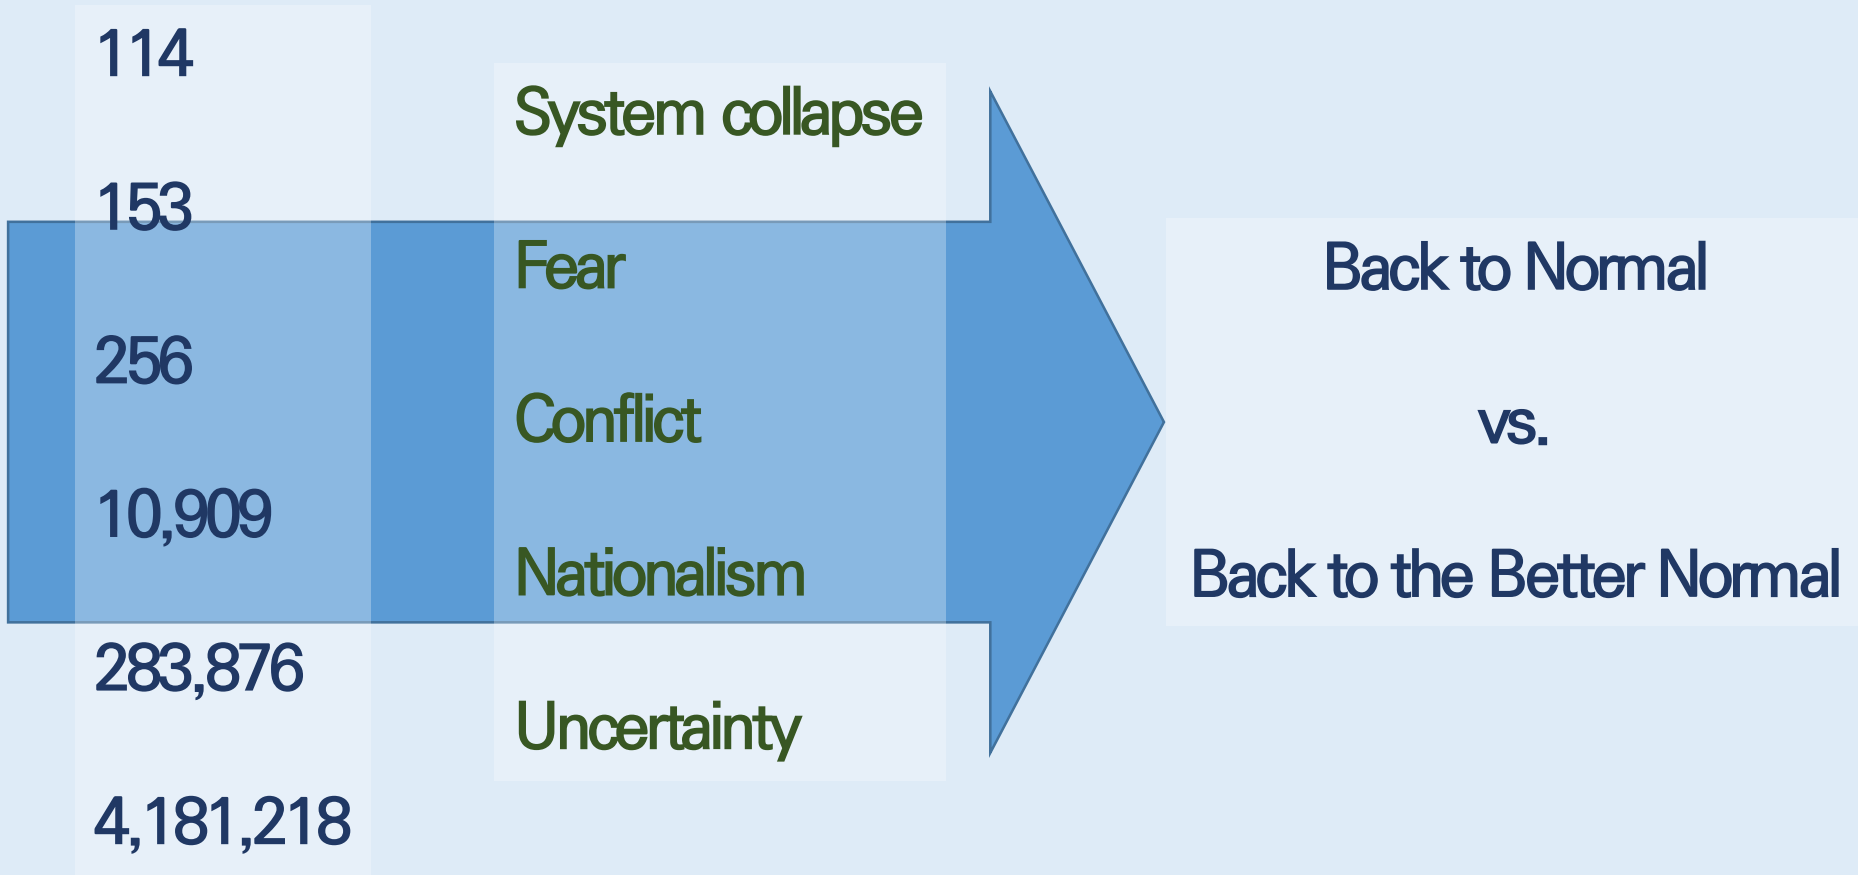 114
153
256
10,909
283,876
4,181,218
System collapse
Fear
Conflict
Nationalism
Uncertainty
Back to Normal
vs.
Back to the Better Normal